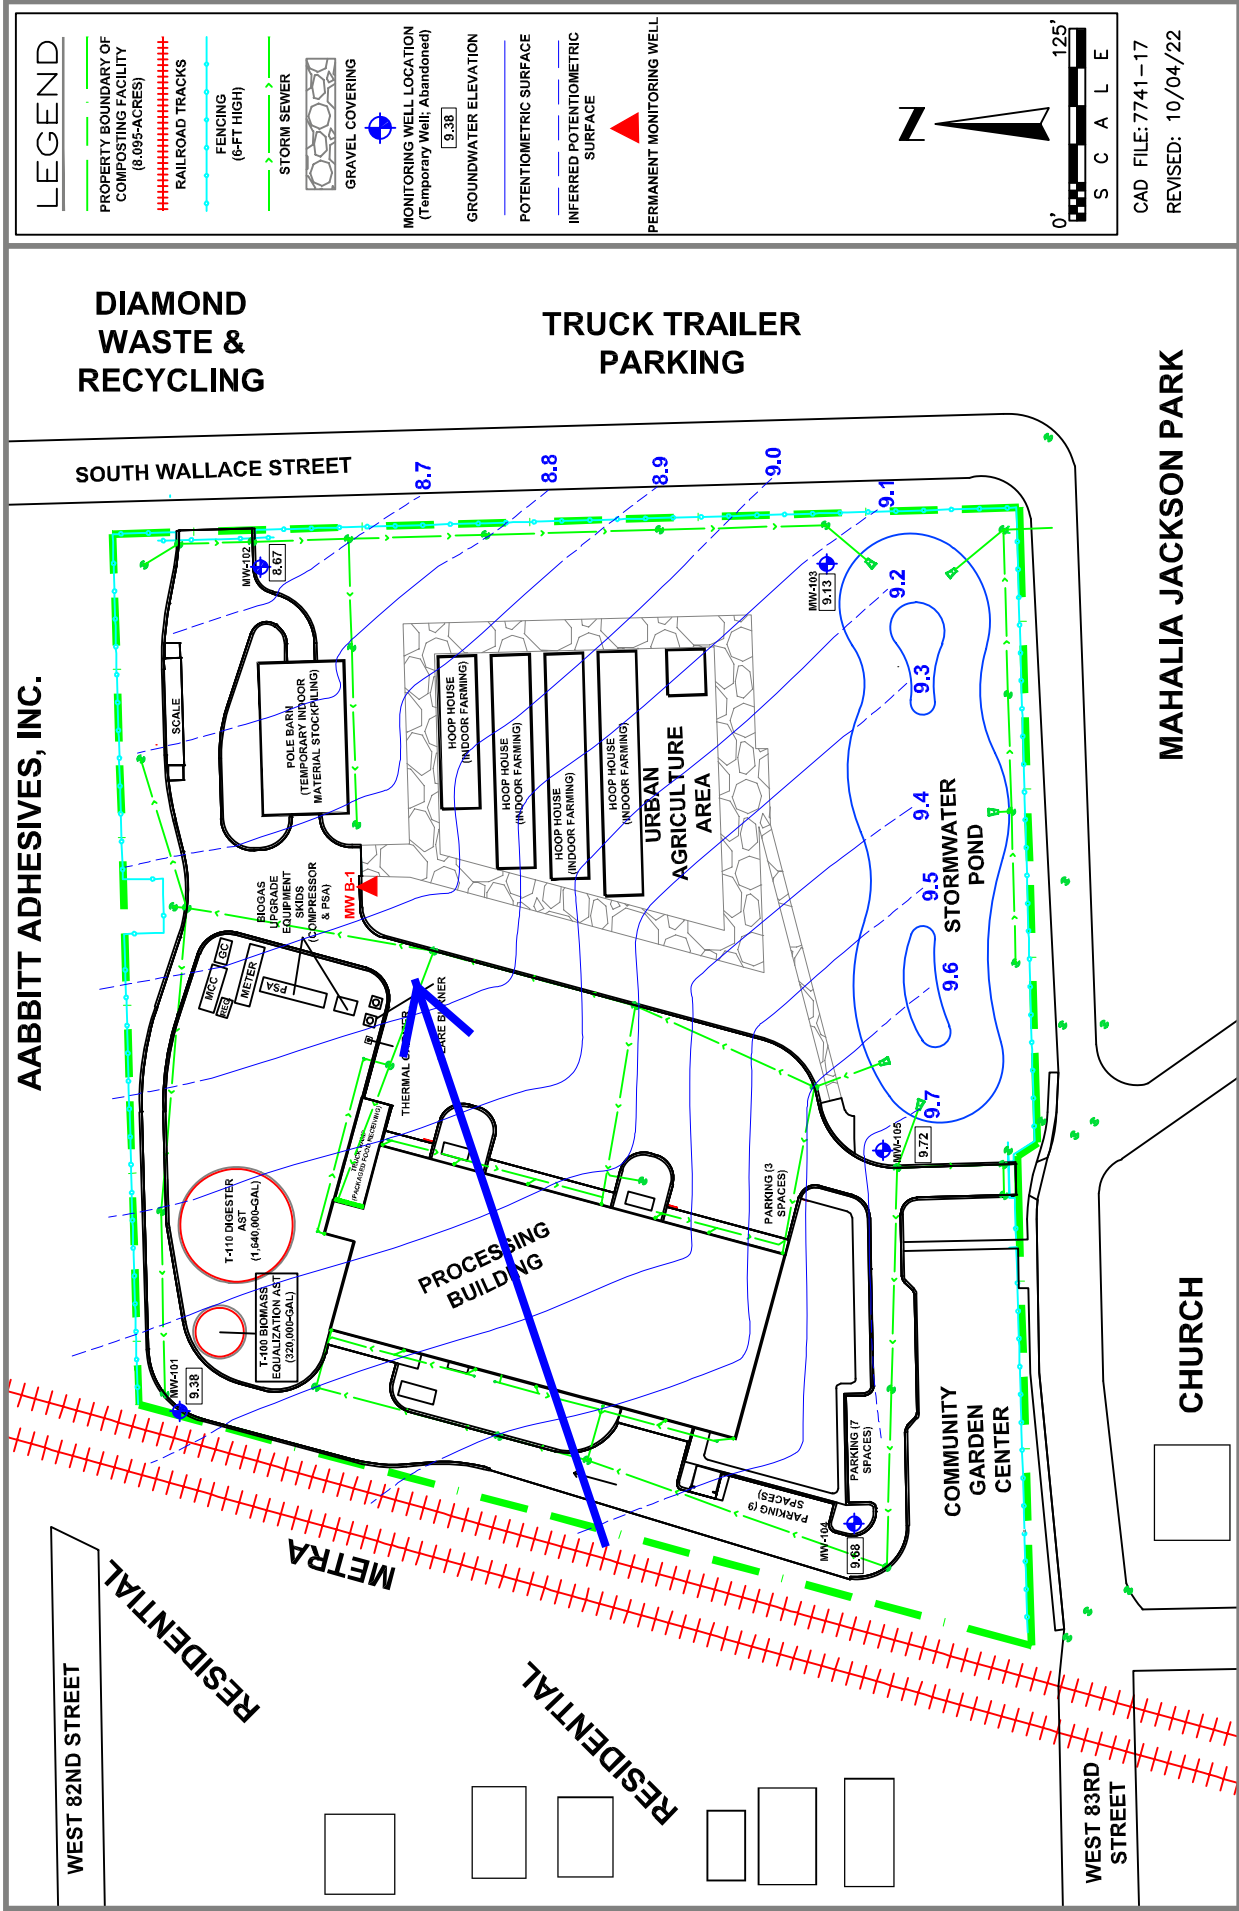 LEGEND
PROPERTY BOUNDARY OF
COMPOSTING FACILITY
(8.095-ACRES)
RAILROAD TRACKS
FENCING
(6-FT HIGH)
STORM SEWER
GRAVEL COVERING
MONITORING WELL LOCATION
(Temporary Well; Abandoned)
9.38
GROUNDWATER ELEVATION
POTENTIOMETRIC SURFACE
INFERRED POTENTIOMETRIC
SURFACE
PERMANENT MONITORING WELL
N
0'
125'
SCALE
CAD FILE: 7741-17
REVISED: 10/04/22
DIAMOND
WASTE &
RECYCLING
TRUCK TRAILER
PARKING
MAHALIA JACKSON PARK
SOUTH WALLACE STREET
AABBITT ADHESIVES, INC.
8.7
8.8
8.9
9.0
9.1
9.2
9.3
9.4
9.5
9.6
9.7
MW-102
8.67
MW-103
9.13
SCALE
POLE BARN
(TEMPORARY INDOOR
MATERIAL STOCKPILING)
HOOP HOUSE
(INDOOR FARMING)
HOOP HOUSE
(INDOOR FARMING)
HOOP HOUSE
(INDOOR FARMING)
HOOP HOUSE
(INDOOR FARMING)
URBAN
AGRICULTURE
AREA
STORMWATER
POND
BIOGAS
UPGRADE
EQUIPMENT
SKIDS
(COMPRESSOR
& PSA)
MW B-1
MCC
GC
REG
METER
PSA
THERMAL
TRUCK
(PACKAGED FOOD RECEIVING)
T-110 DIGESTER
AST
(1,640,000-GAL)
T-100 BIOMASS
EQUALIZATION AST
(320,000-GAL)
PROCESSING
BUILDING
PARKING (3
SPACES)
MW-105
9.72
MW-101
9.38
PARKING (7
SPACES)
PARKING (9
SPACES)
MW-104
9.68
COMMUNITY
GARDEN
CENTER
CHURCH
METRA
RESIDENTIAL
RESIDENTIAL
WEST 82ND STREET
WEST 83RD
STREET